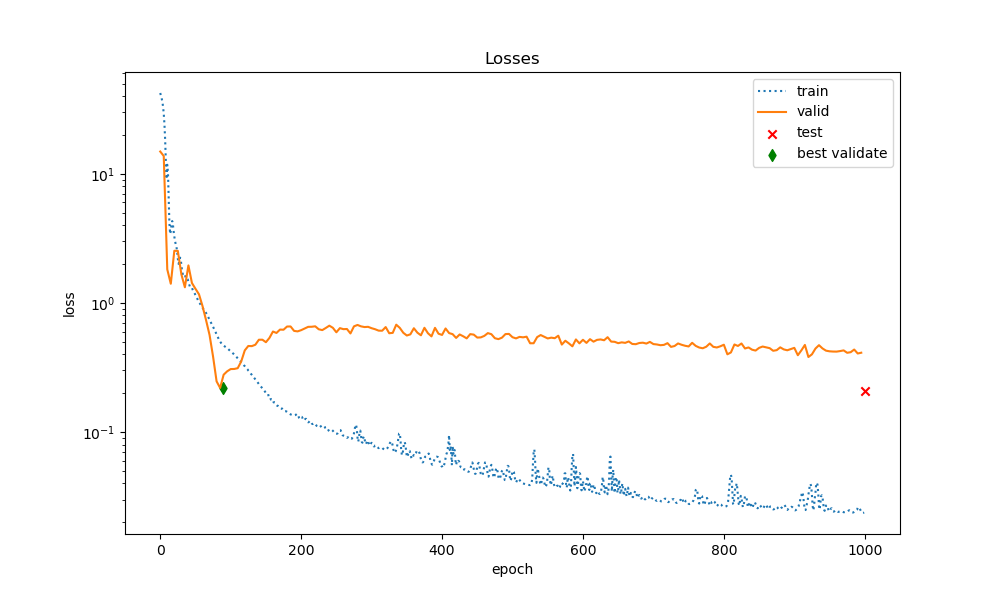 Losses
train
valid
test
best validate
10¹
10⁰
10⁻¹
loss
0 200 400 600 800 1000
epoch